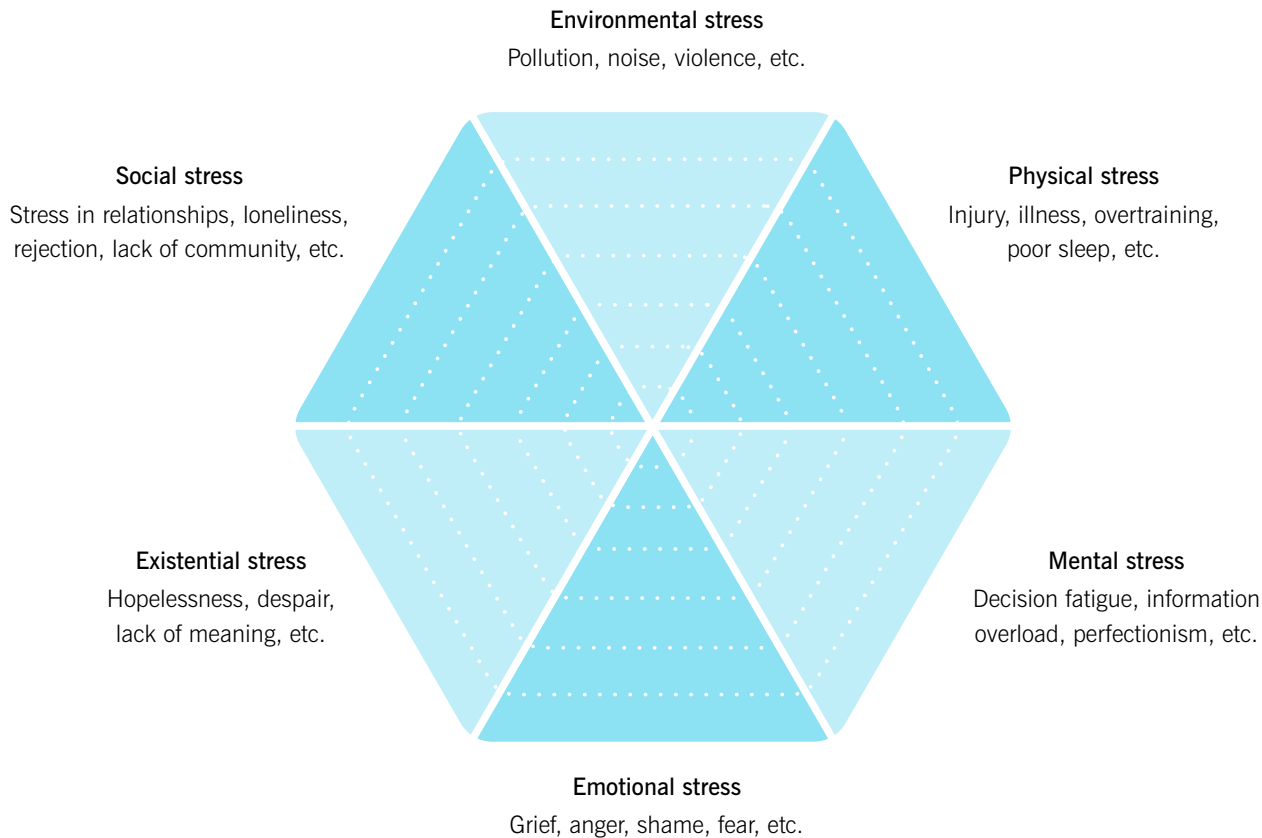 Environmental stress
Pollution, noise, violence, etc.
Social stress
Stress in relationships, loneliness,
rejection, lack of community, etc.
Physical stress
Injury, illness, overtraining,
poor sleep, etc.
Existential stress
Hopelessness, despair,
lack of meaning, etc.
Mental stress
Decision fatigue, information
overload, perfectionism, etc.
Emotional stress
Grief, anger, shame, fear, etc.